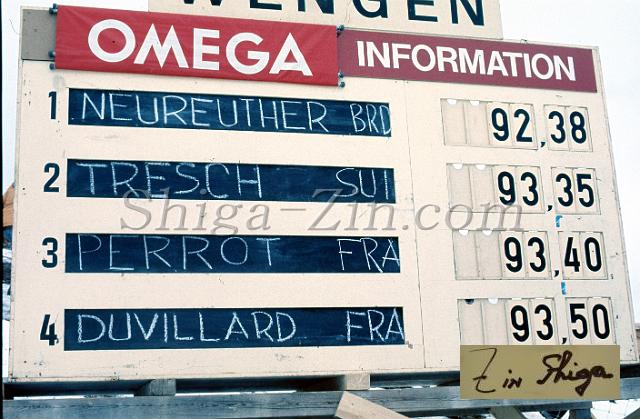 WENGEN
OMEGA INFORMATION
1 NEUREUTHER BRD 92,38
2 TRESCH SUI 93,35
Shiga-Zin.com
3 PERROT FRA 93,40
4 DUVILLARD FRA 93,50
Zin Shiga